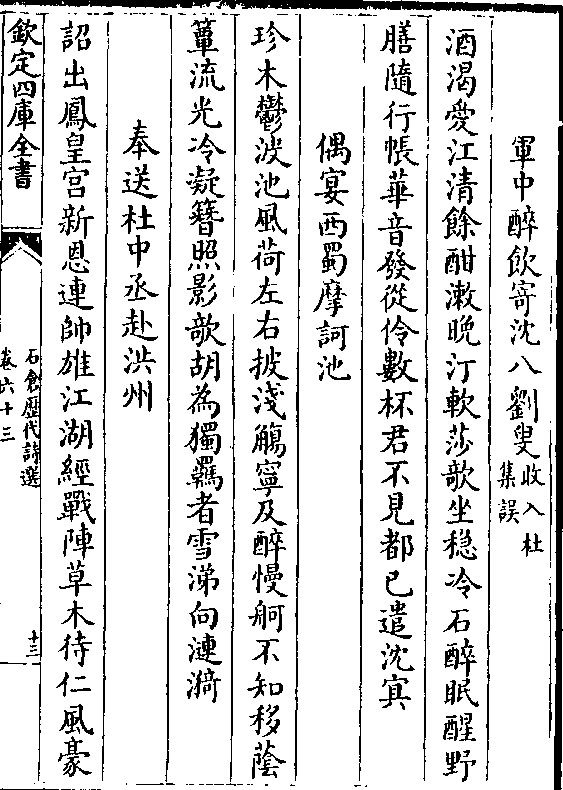 軍中醉飲寄沈八劉叟收入杜集誤
酒渴愛江清餘酣漱晚汀軟莎欹坐穏冷石醉眠醒野
膳隨行帳華音發從伶數杯君不見都已遣沈㝠
偶宴西蜀摩訶池
珍木鬱波池風荷左右披淺觴寧及醉慢舸不知移蔭
簟流光冷凝簪照影欹胡為獨羈者雪涕向漣漪
奉送杜中丞赴洪州
詔出鳳皇宫新恩連帥雄江湖經戰陣草木待仁風豪
欽定四庫全書
石倉歴代詩選
卷六十三
十三